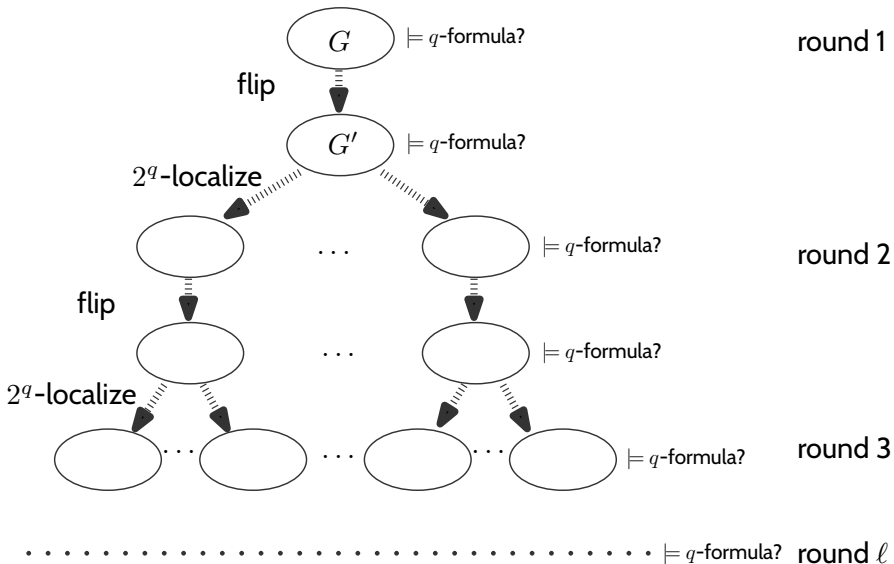 G ⊨ q-formula? round 1
flip
G′ ⊨ q-formula?
2^q-localize
... ⊨ q-formula? round 2
flip
... ⊨ q-formula?
2^q-localize
... ... ... ⊨ q-formula? round 3
⊨ q-formula? round ℓ